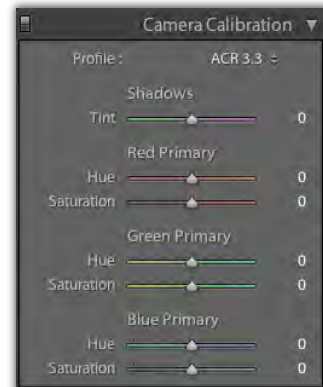 Camera Calibration
Profile : ACR 3.3
Shadows
Tint 0
Red Primary
Hue 0
Saturation 0
Green Primary
Hue 0
Saturation 0
Blue Primary
Hue 0
Saturation 0